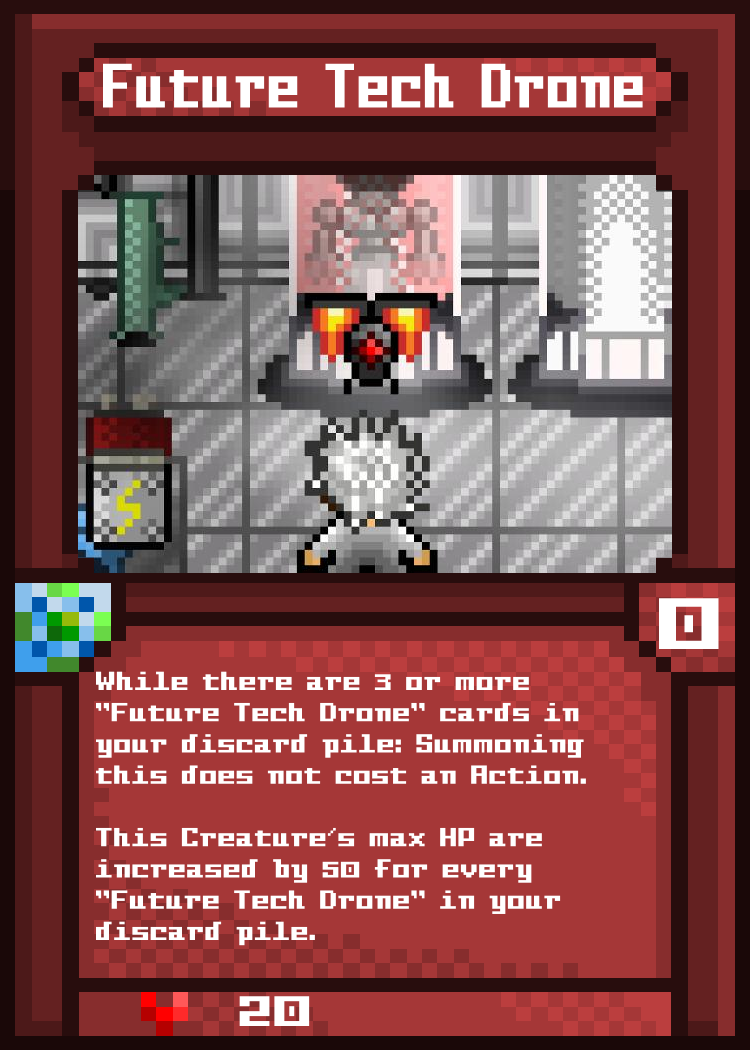 Future Tech Drone
0
While there are 3 or more
"Future Tech Drone" cards in
your discard pile: Summoning
this does not cost an Action.
This Creature's max HP are
increased by 50 for every
"Future Tech Drone" in your
discard pile.
20